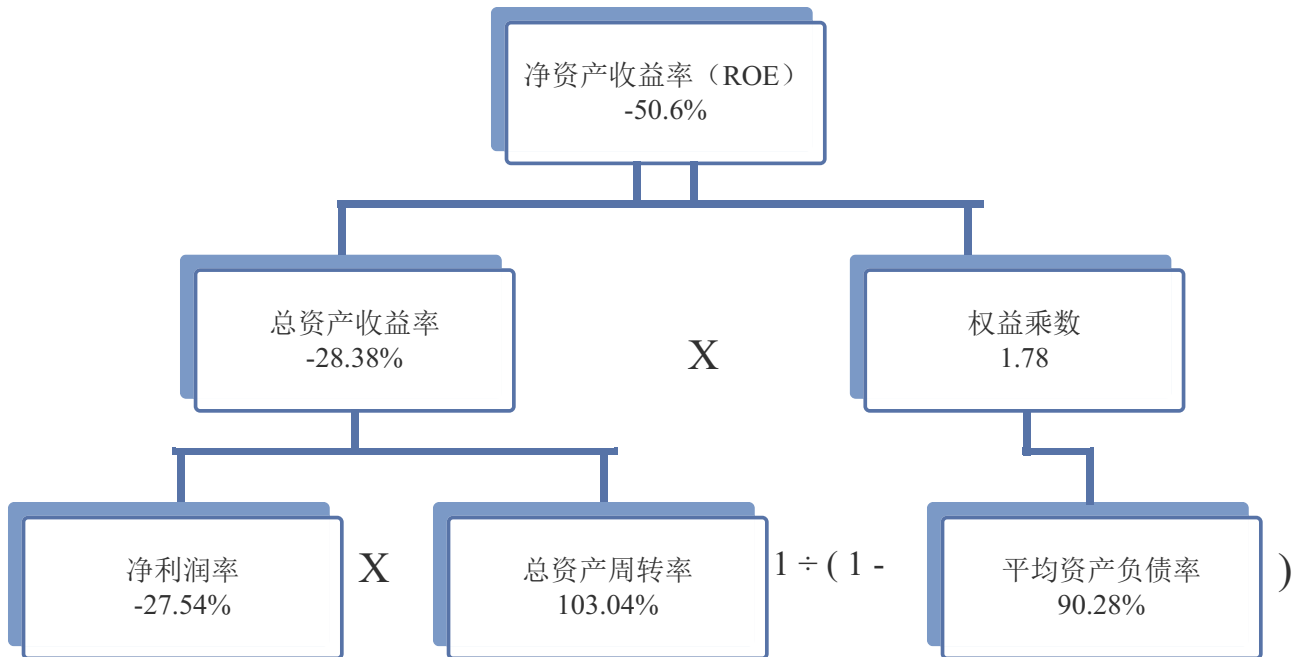 净资产收益率（ROE）
-50.6%
总资产收益率
-28.38%
X
权益乘数
1.78
净利润率
-27.54%
X
总资产周转率
103.04%
1 ÷ ( 1 -
平均资产负债率
90.28%
)